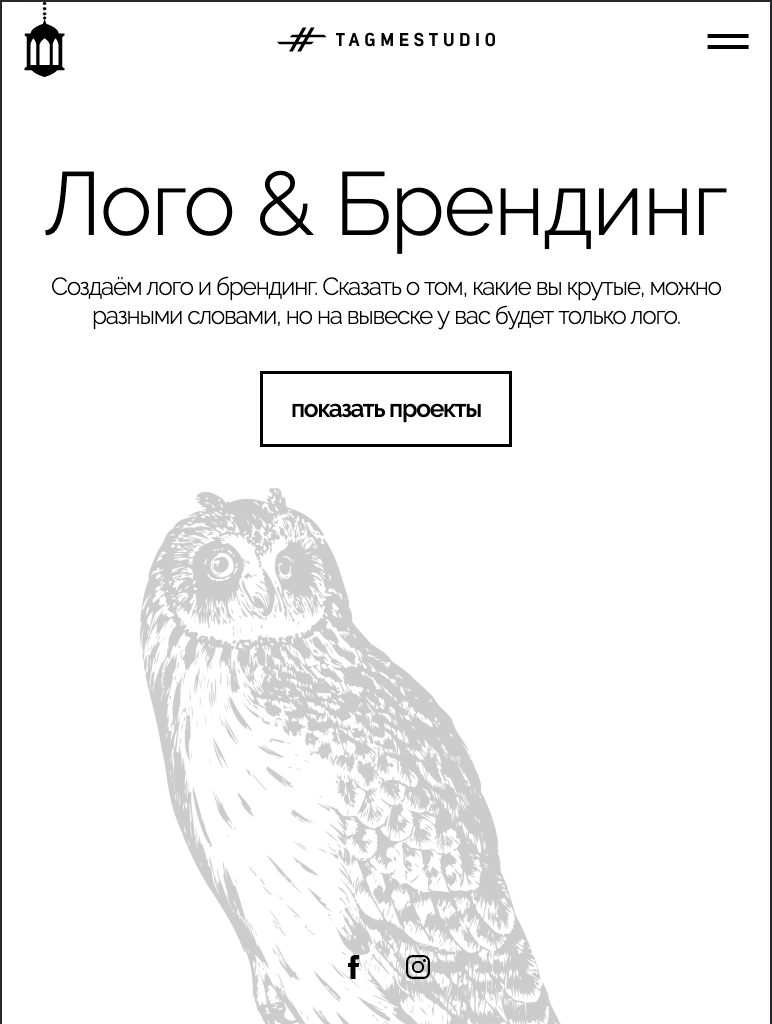 TAGMESTUDIO
Лого & Брендинг
Создаём лого и брендинг. Сказать о том, какие вы крутые, можно
разными словами, но на вывеске у вас будет только лого.
показать проекты